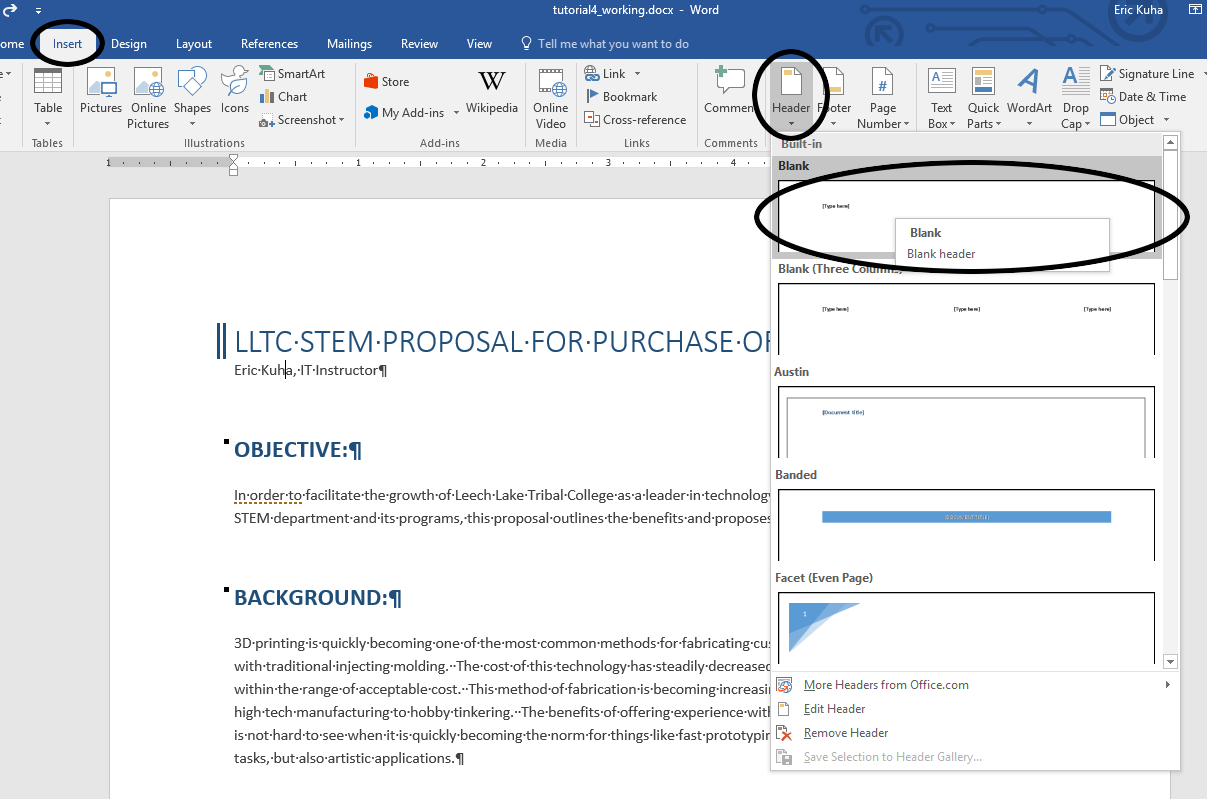 tutorial4_working.docx - Word
Eric Kuha
ome
Insert
Design
Layout
References
Mailings
Review
View
Tell me what you want to do
Table
Tables
Pictures
Online
Pictures
Shapes
Icons
SmartArt
Chart
Screenshot
Illustrations
Store
My Add-ins
Wikipedia
Add-ins
Online
Video
Media
Link
Bookmark
Cross-reference
Links
Commen
Comments
Header
Footer
Page
Number
Text
Box
Quick
Parts
WordArt
Drop
Cap
Signature Line
Date & Time
Object
1 1 2 3 4
LLTC·STEM·PROPOSAL·FOR·PURCHASE·OF
Eric·Kuha,·IT·Instructor¶
OBJECTIVE:¶
In·order·to·facilitate·the·growth·of·Leech·Lake·Tribal·College·as·a·leader·in·technology
STEM·department·and·its·programs,·this·proposal·outlines·the·benefits·and·proposes
BACKGROUND:¶
3D·printing·is·quickly·becoming·one·of·the·most·common·methods·for·fabricating·cus
with·traditional·injecting·molding.··The·cost·of·this·technology·has·steadily·decreased
within·the·range·of·acceptable·cost.··This·method·of·fabrication·is·becoming·increasin
high·tech·manufacturing·to·hobby·tinkering.··The·benefits·of·offering·experience·with
is·not·hard·to·see·when·it·is·quickly·becoming·the·norm·for·things·like·fast·prototypin
tasks,·but·also·artistic·applications.¶
Built-in
Blank
[Type here]
Blank
Blank header
Blank (Three Columns)
[Type here] [Type here] [Type here]
Austin
[Document title]
Banded
[DOCUMENT TITLE]
Facet (Even Page)
1
More Headers from Office.com
Edit Header
Remove Header
Save Selection to Header Gallery...